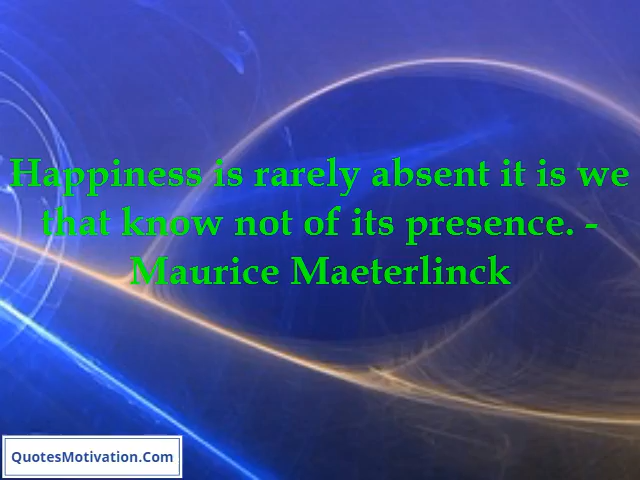 Happiness is rarely absent it is we
that know not of its presence. -
Maurice Maeterlinck
QuotesMotivation.Com